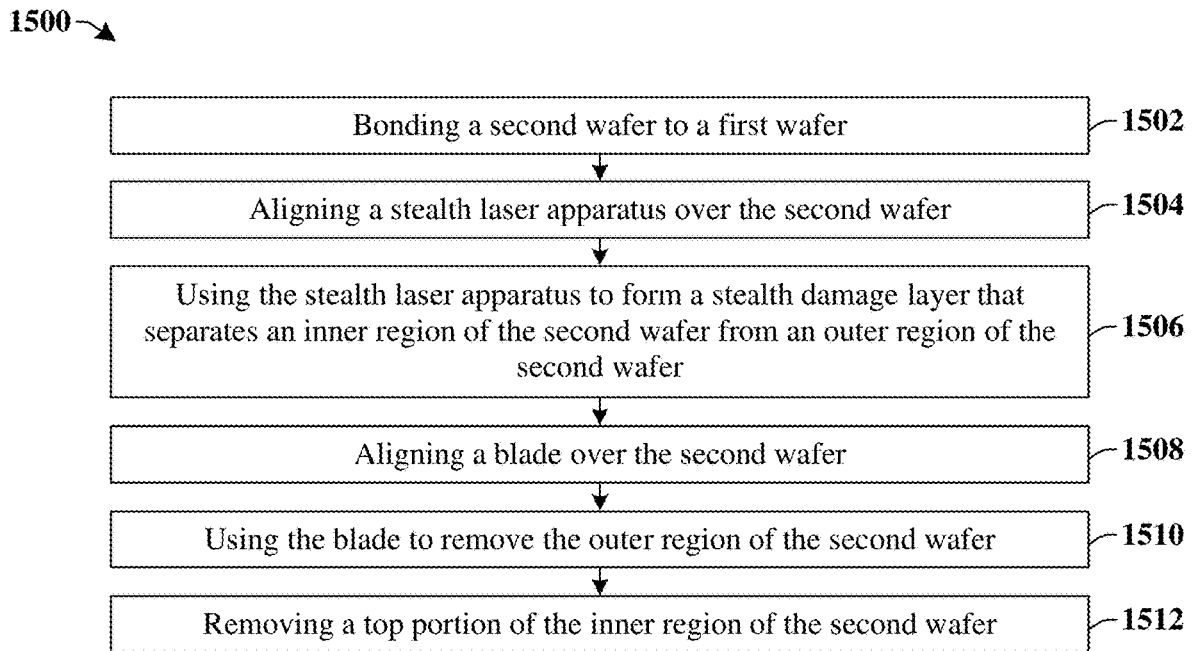 1500
Bonding a second wafer to a first wafer
1502
Aligning a stealth laser apparatus over the second wafer
1504
Using the stealth laser apparatus to form a stealth damage layer that
separates an inner region of the second wafer from an outer region of the
second wafer
1506
Aligning a blade over the second wafer
1508
Using the blade to remove the outer region of the second wafer
1510
Removing a top portion of the inner region of the second wafer
1512